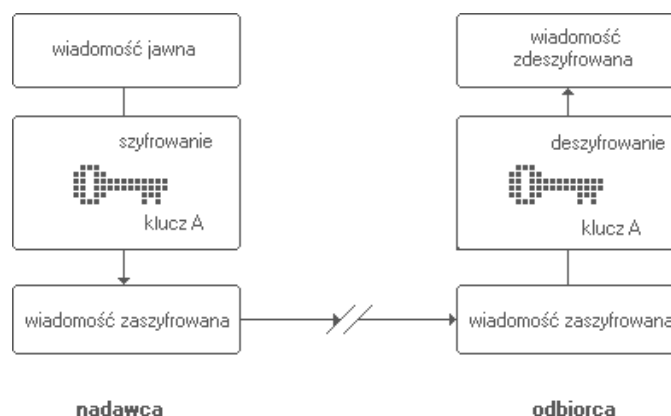 wiadomość jawna
szyfrowanie
klucz A
wiadomość zaszyfrowana
nadawca
wiadomość
zdeszyfrowana
deszyfrowanie
klucz A
wiadomość zaszyfrowana
odbiorca